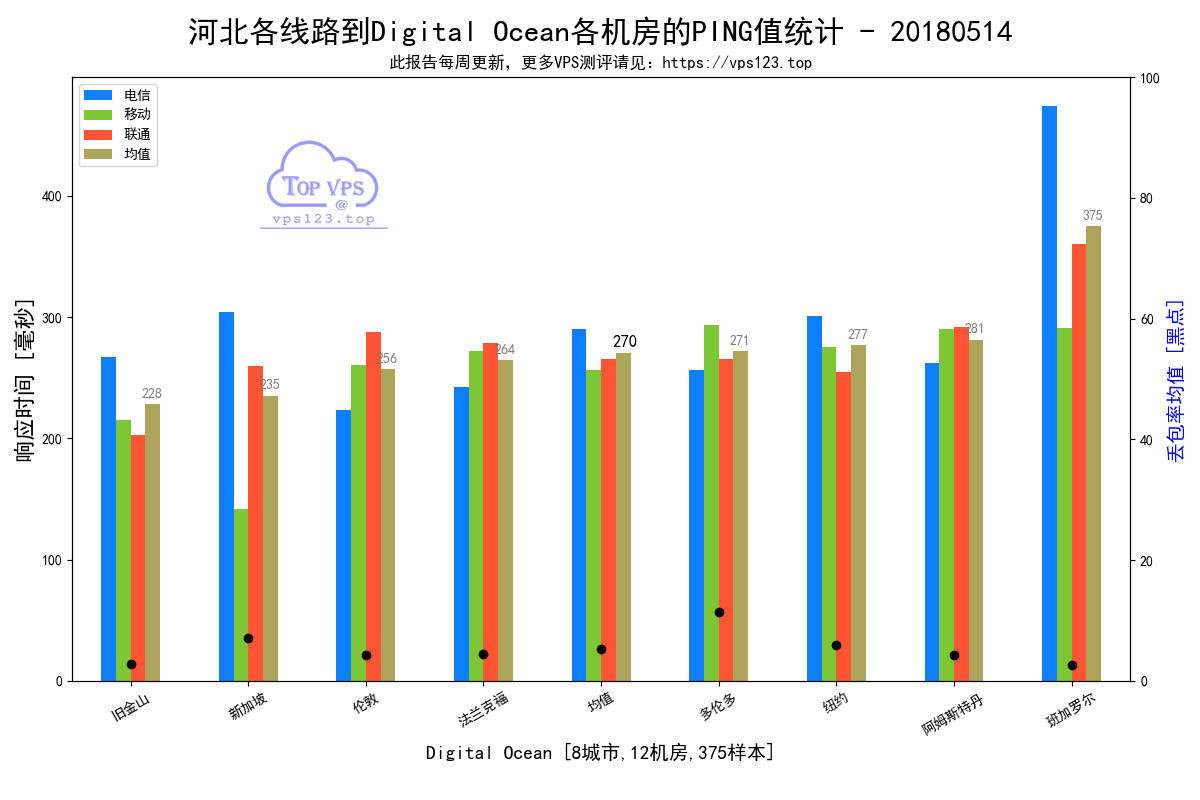 河北各线路到Digital Ocean各机房的PING值统计 - 20180514
此报告每周更新，更多VPS测评请见：https://vps123.top
电信
移动
联通
均值
TOP VPS
@
vps123.top
响应时间 [毫秒]
400
300
200
100
0
228
235
256
264
270
271
277
281
375
100
80
60
40
20
0
丢包率均值 [黑点]
旧金山
新加坡
伦敦
法兰克福
均值
多伦多
纽约
阿姆斯特丹
班加罗尔
Digital Ocean [8城市,12机房,375样本]